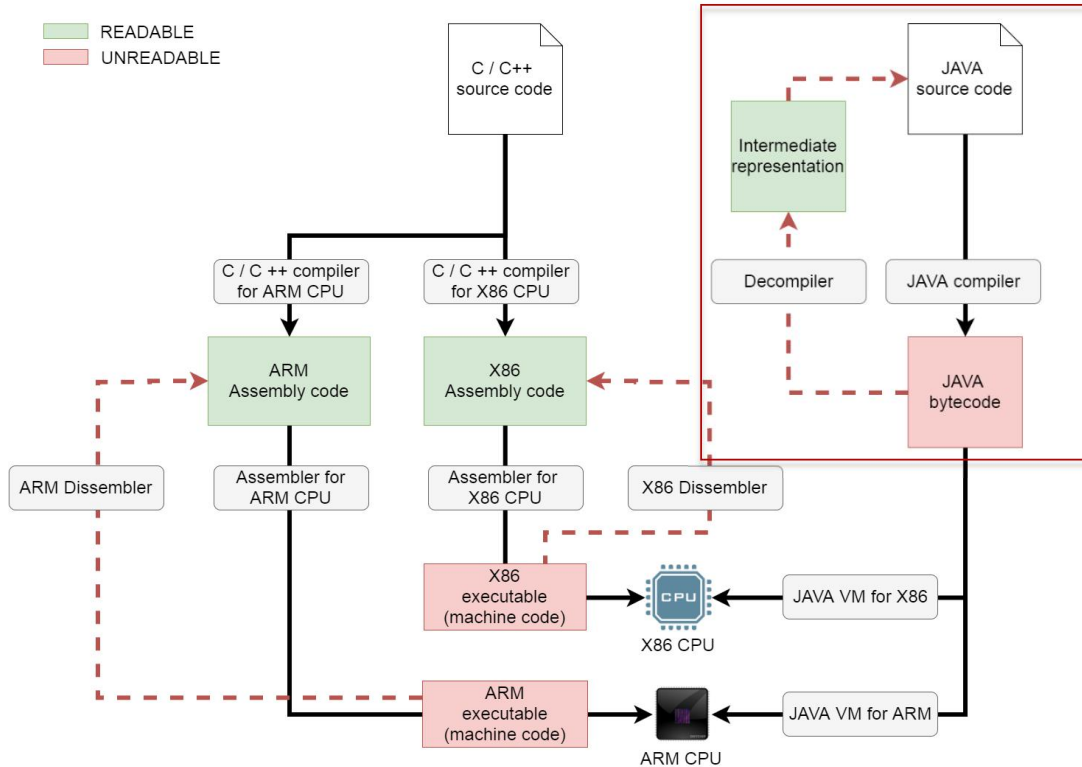 READABLE
UNREADABLE
C / C++
source code
JAVA
source code
Intermediate
representation
C / C ++ compiler
for ARM CPU
C / C ++ compiler
for X86 CPU
Decompiler
JAVA compiler
ARM
Assembly code
X86
Assembly code
JAVA
bytecode
ARM Dissembler
Assembler for
ARM CPU
Assembler for
X86 CPU
X86 Dissembler
X86
executable
(machine code)
CPU
X86 CPU
JAVA VM for X86
ARM
executable
(machine code)
ARM CPU
JAVA VM for ARM